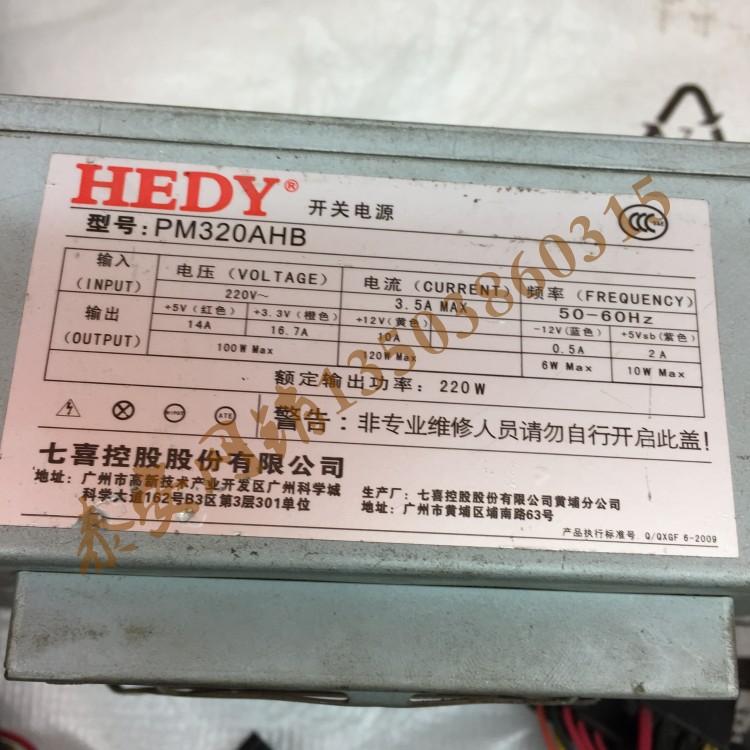 HEDY® 开关电源
型号:PM320AHB
输入 (INPUT) 电压 (VOLTAGE) 电流 (CURRENT) 频率 (FREQUENCY)
220V~ 3.5A MAX 50-60Hz
输出 (OUTPUT) +5V(红色) +3.3V(橙色) +12V(黄色) -12V(蓝色) +5Vsb(紫色)
14A 16.7A 10A 0.5A 2A
100W Max 120W Max 6W Max 10W Max
额定输出功率: 220W
HI-POT ATE 警告: 非专业维修人员请勿自行开启此盖!
七喜控股股份有限公司
地址: 广州市高新技术产业开发区广州科学城
科学大道162号B3区第3层301单位
生产厂: 七喜控股股份有限公司黄埔分公司
地址: 广州市黄埔区埔南路63号
产品执行标准号 Q/QXGF 6-2009
13503860315